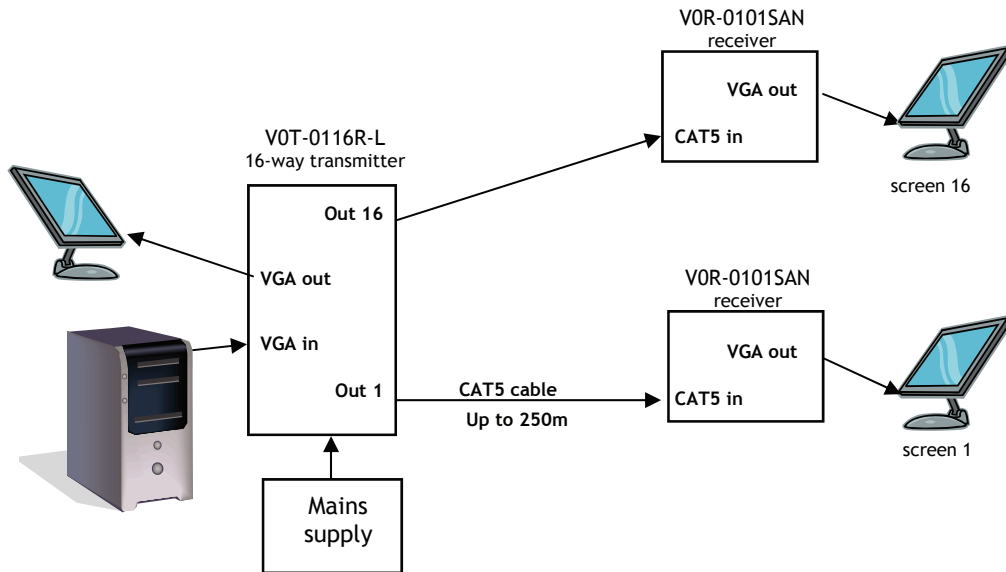 V0R-0101SAN
receiver
VGA out
CAT5 in
screen 16
V0T-0116R-L
16-way transmitter
Out 16
VGA out
VGA in
Out 1
CAT5 cable
Up to 250m
V0R-0101SAN
receiver
VGA out
CAT5 in
screen 1
Mains
supply